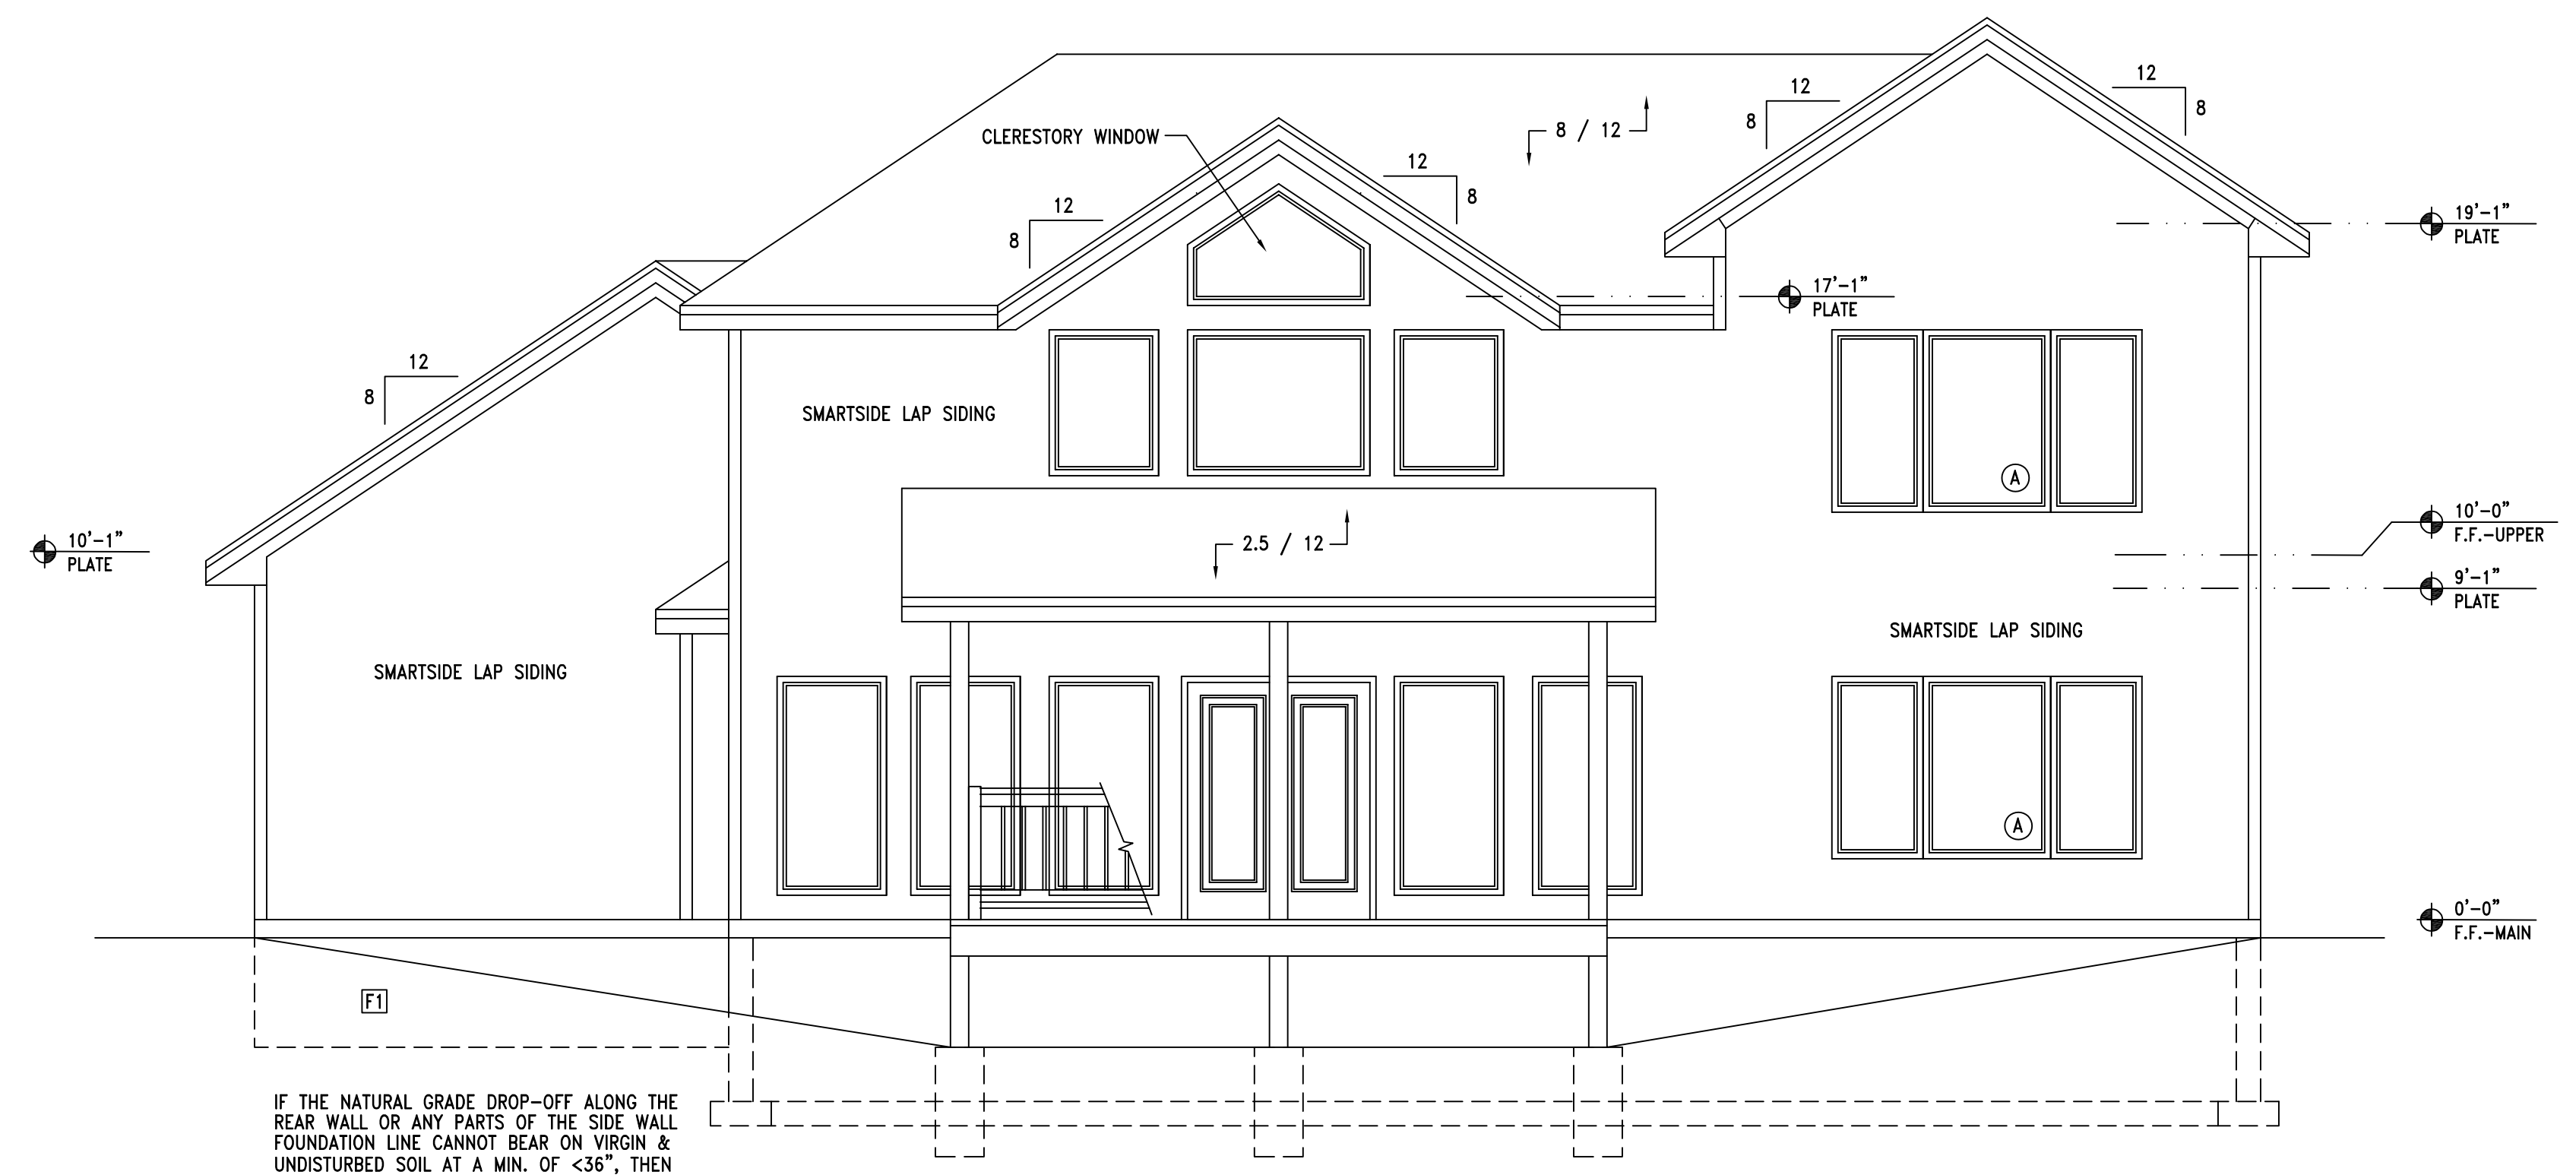 12
8
12
8
8 / 12
CLERESTORY WINDOW
12
8
12
8
19'-1"
PLATE
17'-1"
PLATE
12
8
SMARTSIDE LAP SIDING
A
10'-0"
F.F.-UPPER
10'-1"
PLATE
2.5 / 12
9'-1"
PLATE
SMARTSIDE LAP SIDING
SMARTSIDE LAP SIDING
A
0'-0"
F.F.-MAIN
F1
IF THE NATURAL GRADE DROP-OFF ALONG THE
REAR WALL OR ANY PARTS OF THE SIDE WALL
FOUNDATION LINE CANNOT BEAR ON VIRGIN &
UNDISTURBED SOIL AT A MIN. OF <36", THEN